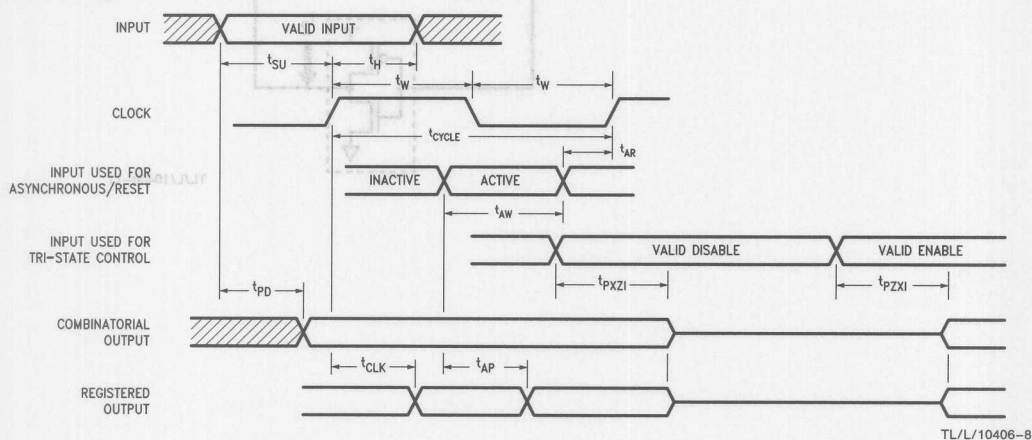 INPUT
VALID INPUT
tSU
tH
tW
tW
CLOCK
tCYCLE
tAR
INPUT USED FOR
ASYNCHRONOUS/RESET
INACTIVE
ACTIVE
tAW
INPUT USED FOR
TRI-STATE CONTROL
VALID DISABLE
VALID ENABLE
tPD
tPXZI
tPZXI
COMBINATORIAL
OUTPUT
tCLK
tAP
REGISTERED
OUTPUT
TL/L/10406–8